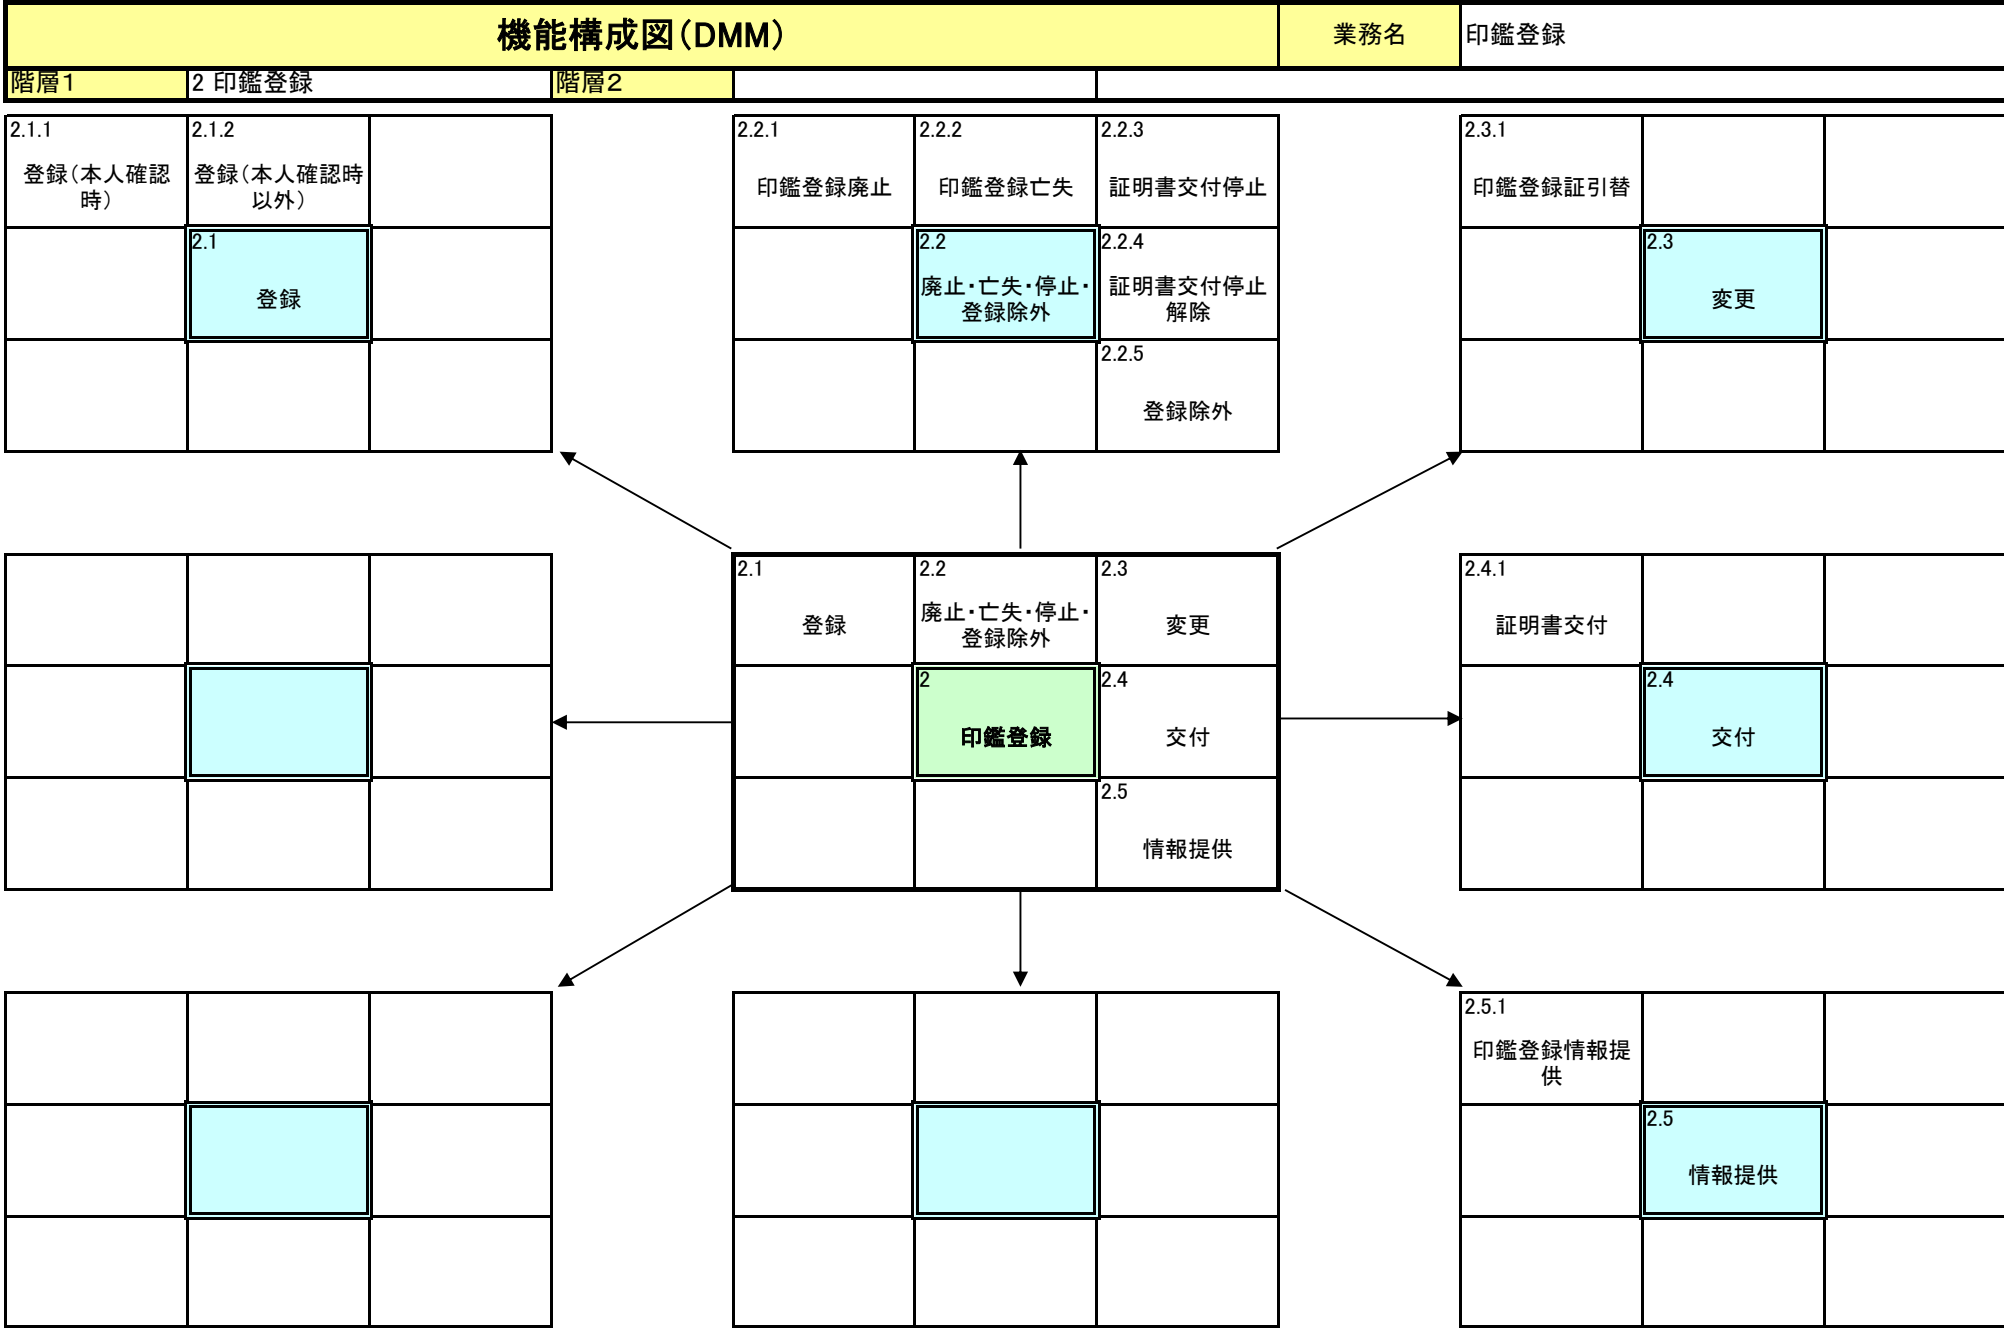 機能構成図（DMM）
業務名
印鑑登録
階層１
２ 印鑑登録
階層２
2.1.1
登録（本人確認
時）
2.1.2
登録（本人確認時
以外）
2.1
登録
2.2.1
印鑑登録廃止
2.2.2
印鑑登録亡失
2.2.3
証明書交付停止
2.2
廃止・亡失・停止・
登録除外
2.2.4
証明書交付停止
解除
2.2.5
登録除外
2.3.1
印鑑登録証引替
2.3
変更
2.1
登録
2.2
廃止・亡失・停止・
登録除外
2.3
変更
2
印鑑登録
2.4
交付
2.5
情報提供
2.4.1
証明書交付
2.4
交付
2.5.1
印鑑登録情報提
供
2.5
情報提供